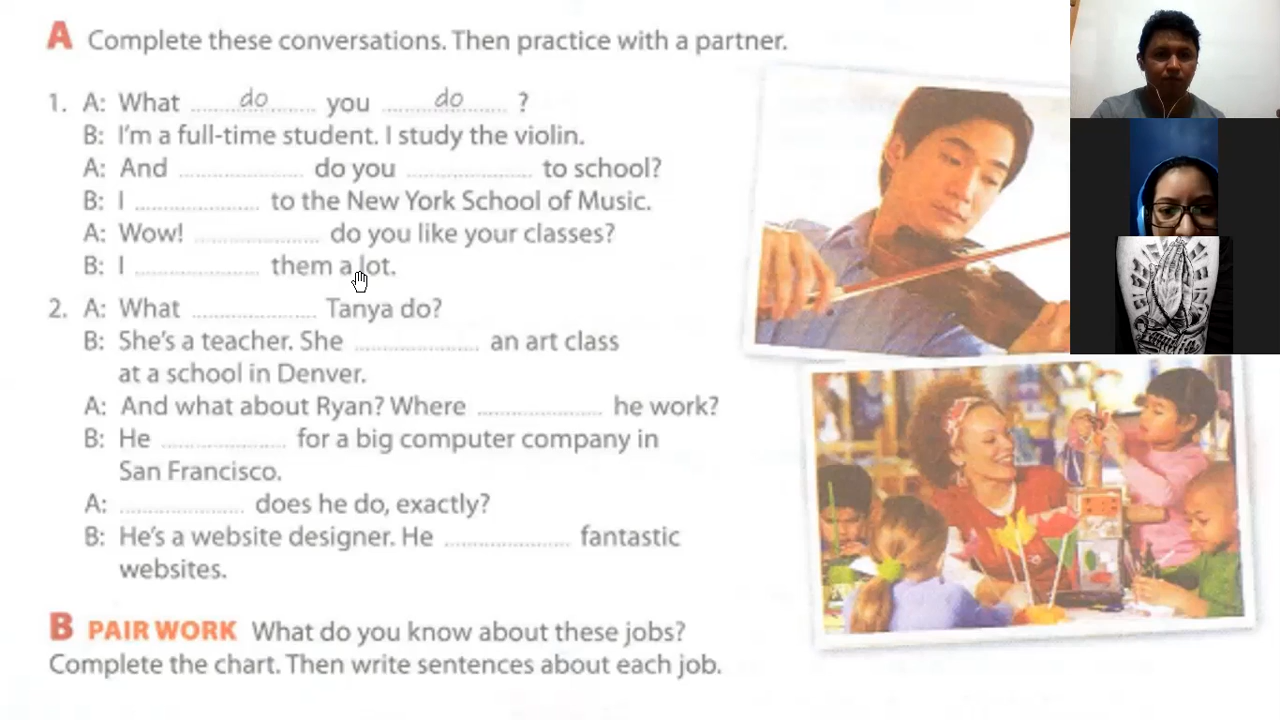 A Complete these conversations. Then practice with a partner.
1. A: What do you do ?
B: I'm a full-time student. I study the violin.
A: And ............ do you ............ to school?
B: I ............ to the New York School of Music.
A: Wow! ............ do you like your classes?
B: I ............ them a lot.
2. A: What ............ Tanya do?
B: She's a teacher. She ............ an art class
at a school in Denver.
A: And what about Ryan? Where ............ he work?
B: He ............ for a big computer company in
San Francisco.
A: ............ does he do, exactly?
B: He's a website designer. He ............ fantastic
websites.
B PAIR WORK What do you know about these jobs?
Complete the chart. Then write sentences about each job.